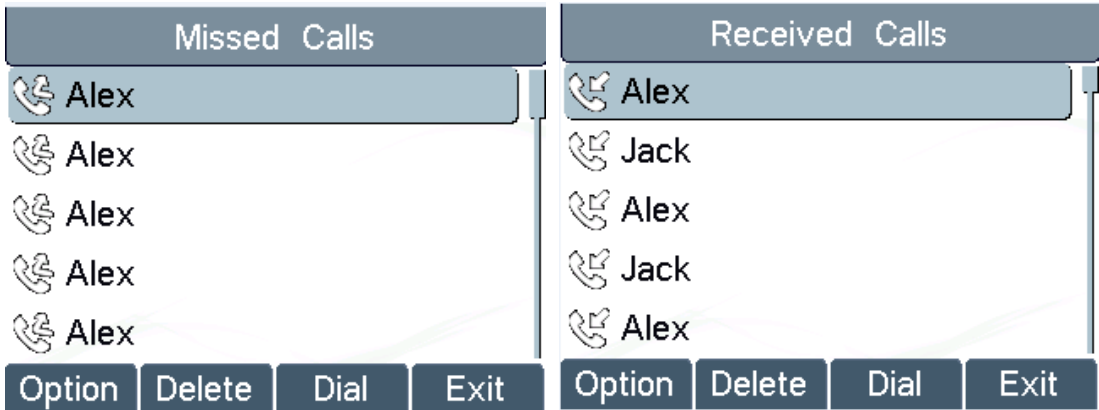 Missed Calls
Alex
Alex
Alex
Alex
Alex
Option Delete Dial Exit
Received Calls
Alex
Jack
Alex
Jack
Alex
Option Delete Dial Exit